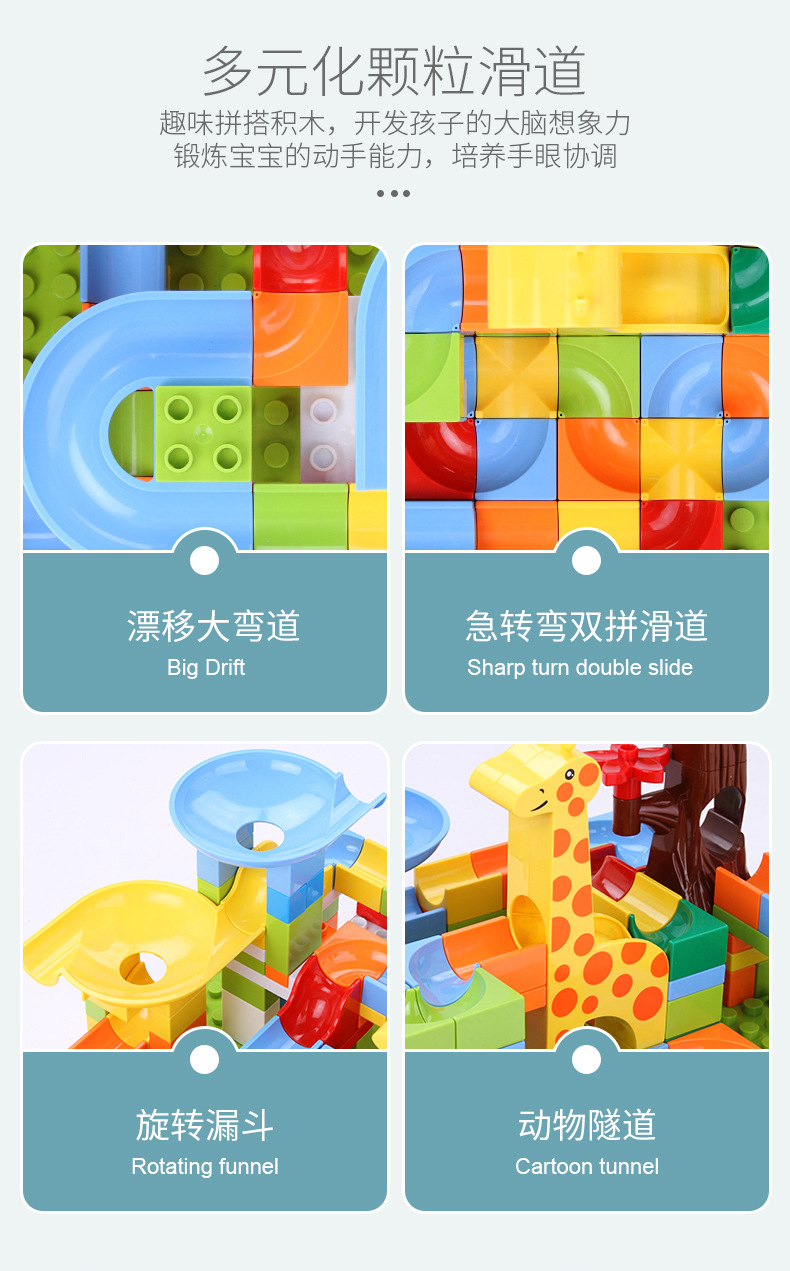 多元化颗粒滑道
趣味拼搭积木，开发孩子的大脑想象力
锻炼宝宝的动手能力，培养手眼协调
漂移大弯道
Big Drift
急转弯双拼滑道
Sharp turn double slide
旋转漏斗
Rotating funnel
动物隧道
Cartoon tunnel